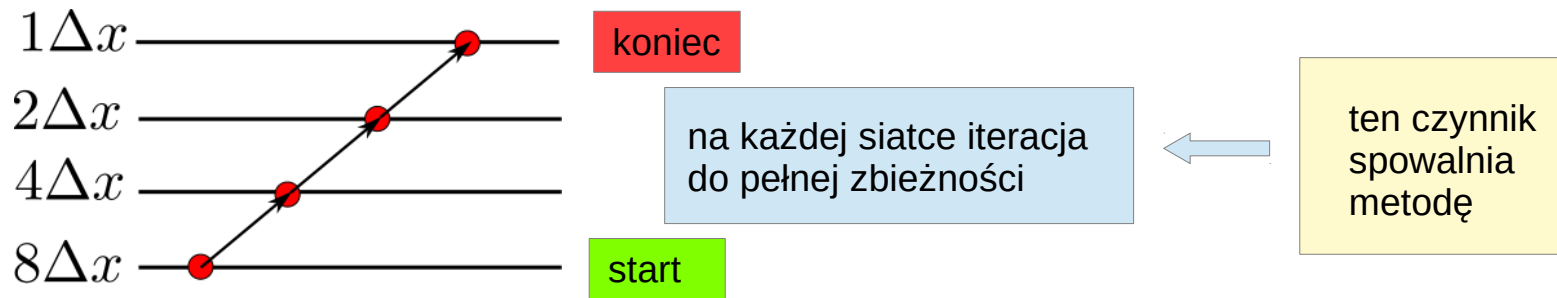 1Δx
koniec
2Δx
na każdej siatce iteracja
do pełnej zbieżności
ten czynnik
spowalnia
metodę
4Δx
8Δx
start